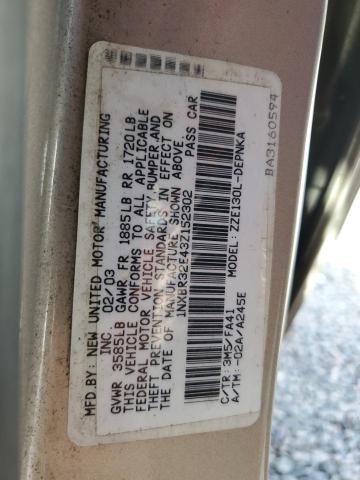 MFD.BY: NEW UNITED MOTOR MANUFACTURING
INC. 02/03
GVWR 3585LB GAWR FR 1885LB RR 1720LB
THIS VEHICLE CONFORMS TO ALL APPLICABLE
FEDERAL MOTOR VEHICLE SAFETY, BUMPER, AND
THEFT PREVENTION STANDARDS IN EFFECT ON
THE DATE OF MANUFACTURE SHOWN ABOVE
1NXBR32E43Z152302 PASS CAR
ZZE130L-DEPNKA
C/TR: 3M5/FA41
A/TM: -02A/A245E
BA3160594